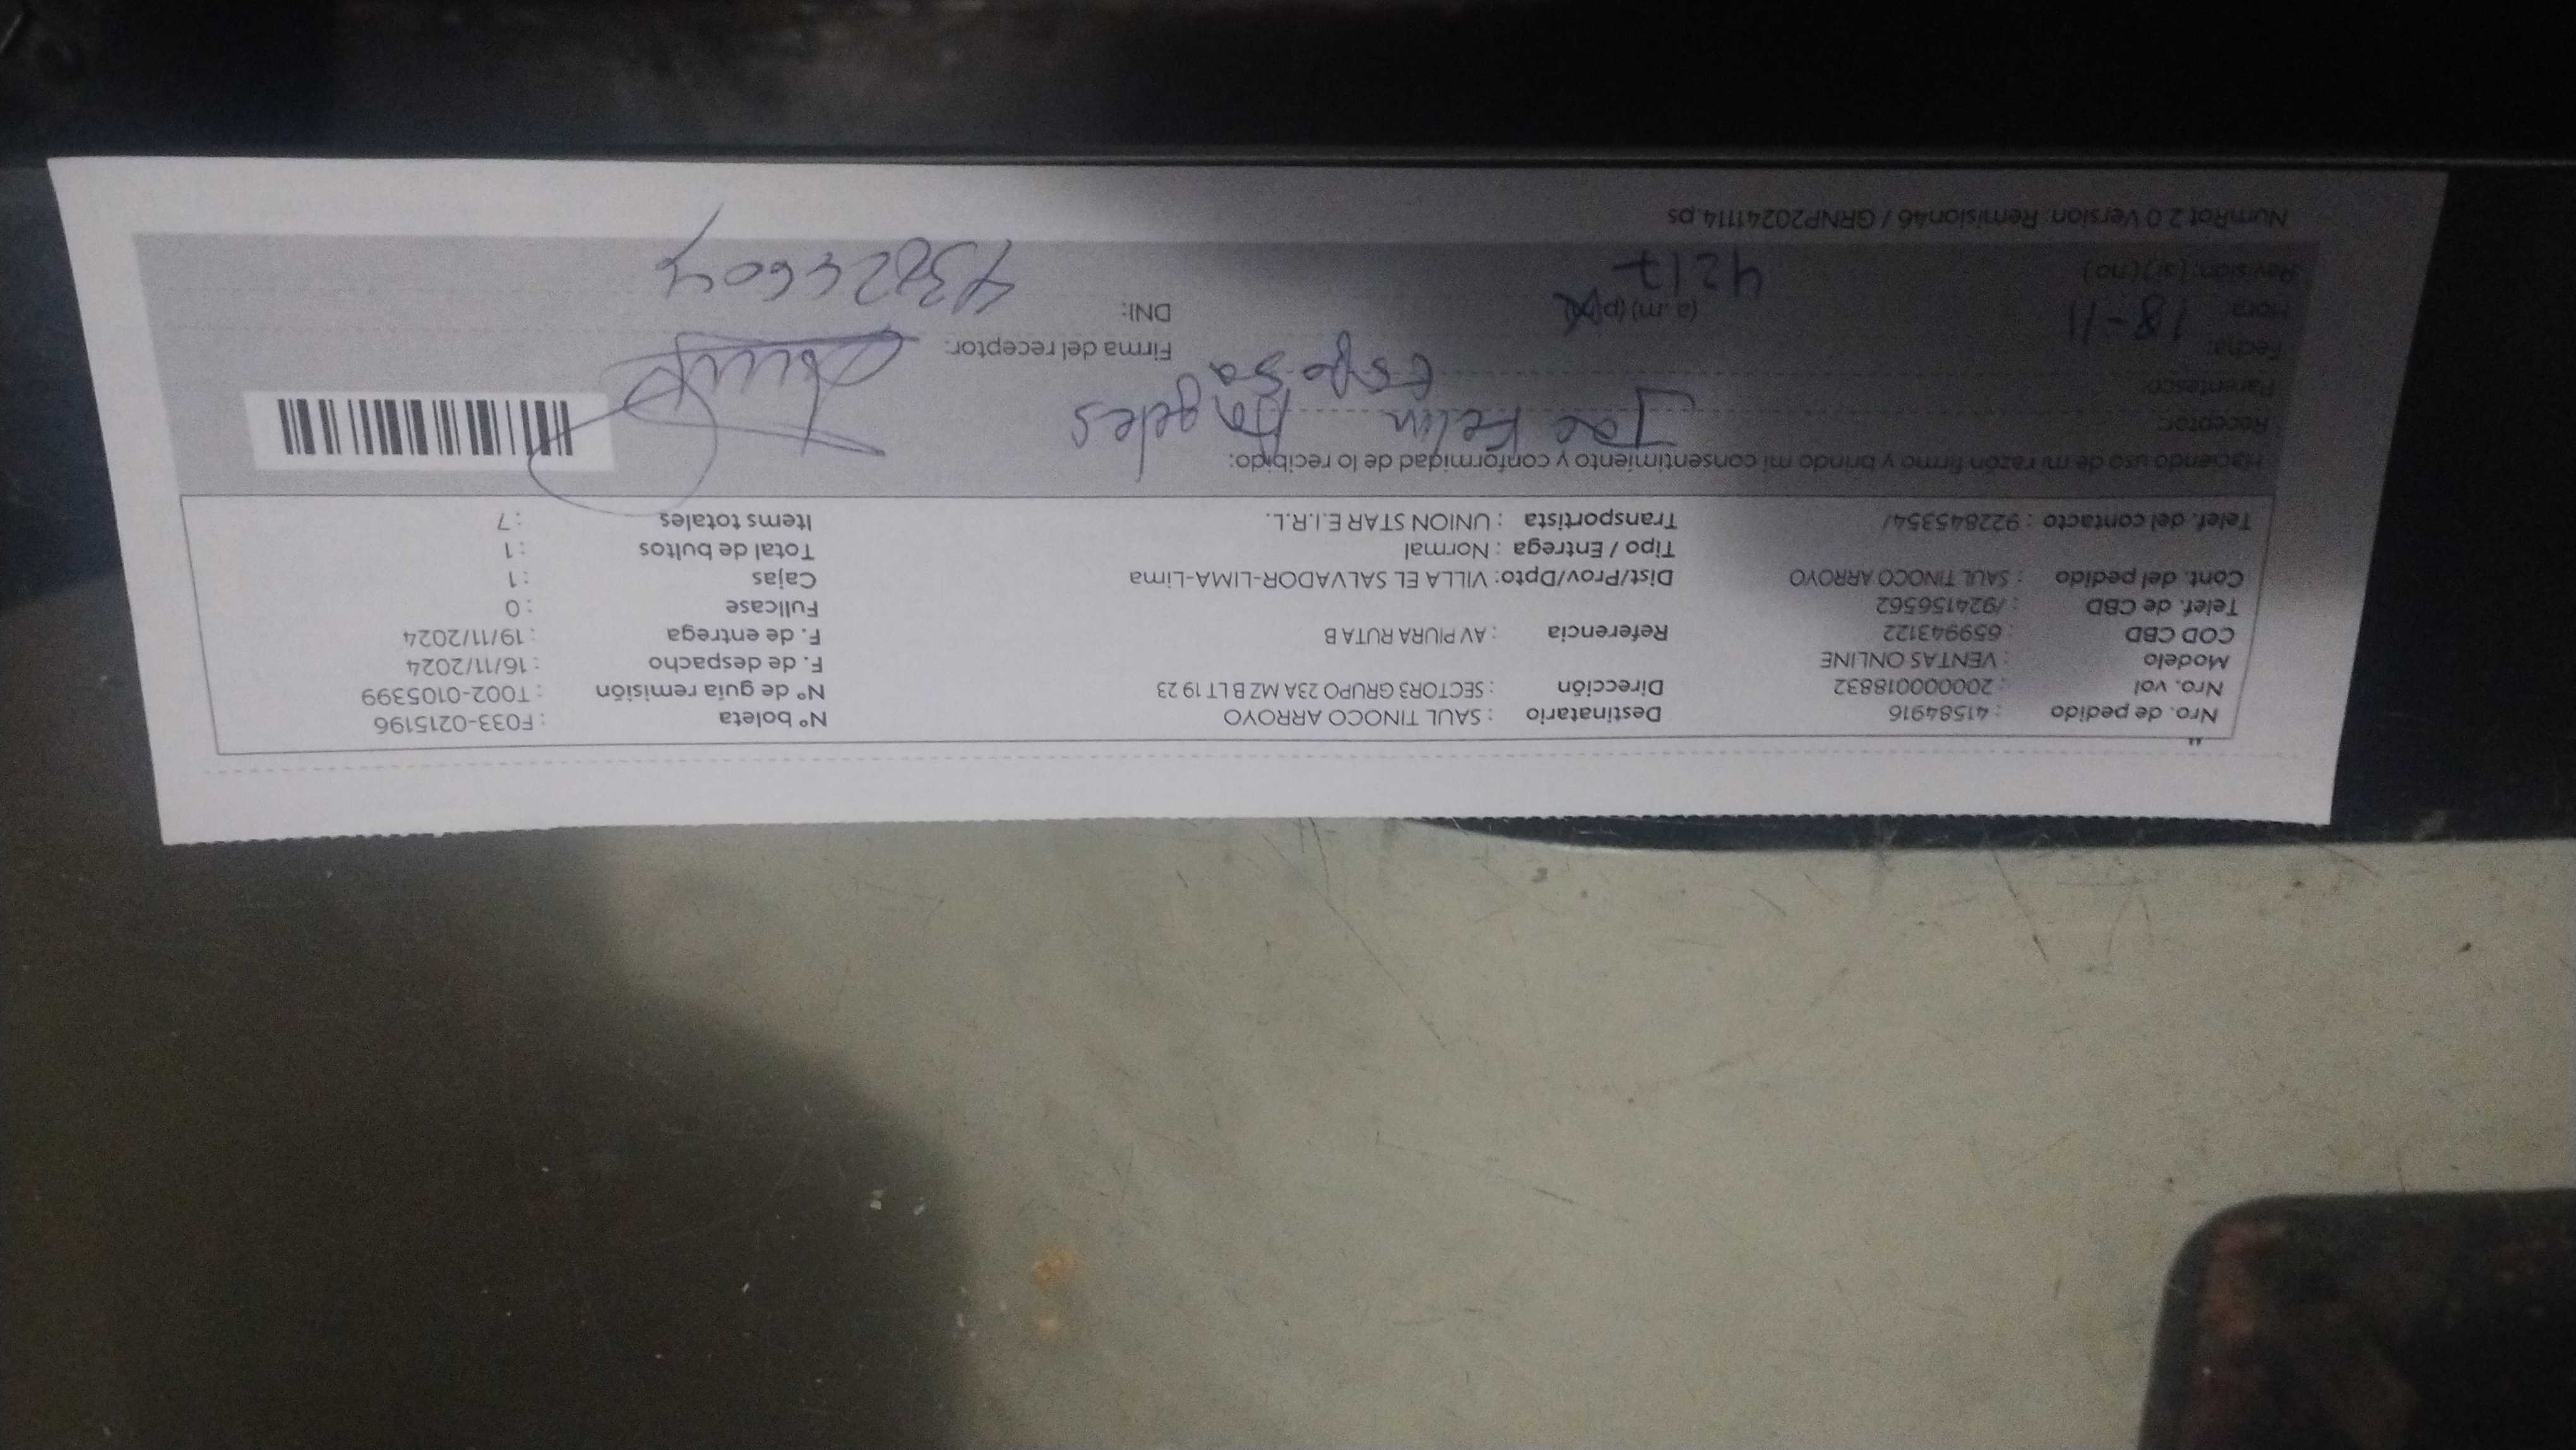 Nro. de pedido : 41584916 Destinatario : SAUL TINOCO ARROYO N° boleta : F033-0215196
Nro. vol : 20000018832 Dirección : SECTOR3 GRUPO 23A MZ B LT 19 23 N° de guía remisión : T002-0105399
Modelo : VENTAS ONLINE F. de despacho : 16/11/2024
COD CBD : 659943122 Referencia : AV PIURA RUTA B F. de entrega : 19/11/2024
Telef. de CBD : /924156562 Fullcase : 0
Cont. del pedido : SAUL TINOCO ARROYO Dist/Prov/Dpto: VILLA EL SALVADOR-LIMA-Lima Cajas : 1
Tipo / Entrega : Normal Total de bultos : 1
Telef. del contacto : 922845354/ Transportista : UNION STAR E.I.R.L. Items totales : 7
Haciendo uso de mi razón firmo y brindo mi consentimiento y conformidad de lo recibido:
Receptor: Angeles
Parentesco: esposa
Fecha: Firma del receptor:
Hora 18-11 (a .m) (p DNI:
Revisión: (si) (no) 4217
NumRot 2.0 Version: Remision46 / GRNP20241114.ps